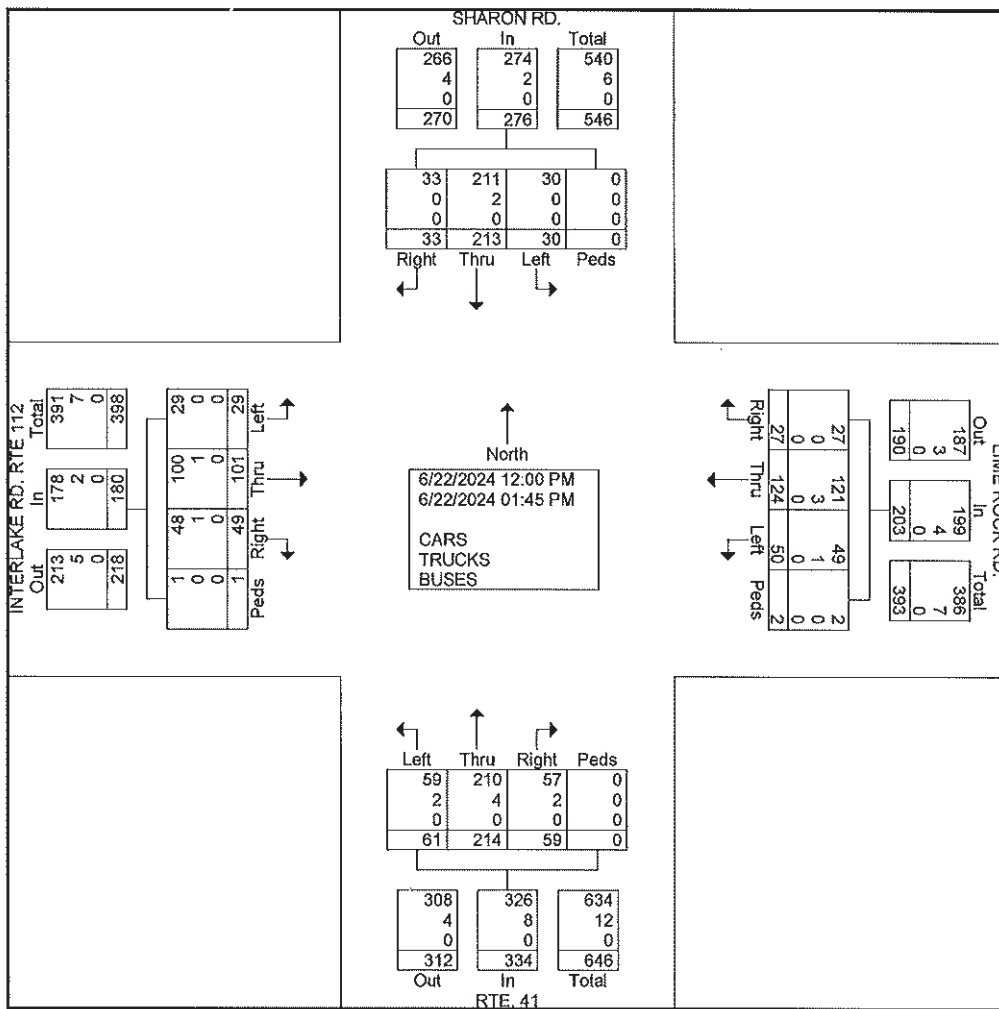 SHARON RD.
Out In Total
266 274 540
4 2 6
0 0 0
270 276 546
33 211 30 0
0 2 0 0
0 0 0 0
33 213 30 0
Right Thru Left Peds
INTERLAKE RD. RTE 112
Total In Out
391 178 213
7 2 5
0 0 0
398 180 218
29 100 48 1
0 1 1 0
0 0 0 0
29 101 49 1
Left Thru Right Peds
North
6/22/2024 12:00 PM
6/22/2024 01:45 PM
CARS
TRUCKS
BUSES
LIME ROCK RD.
Out In Total
187 199 386
3 4 7
0 0 0
190 203 393
27 121 49 2
0 3 1 0
0 0 0 0
27 124 50 2
Right Thru Left Peds
Left Thru Right Peds
59 210 57 0
2 4 2 0
0 0 0 0
61 214 59 0
308 326 634
4 8 12
0 0 0
312 334 646
Out In Total
RTE. 41